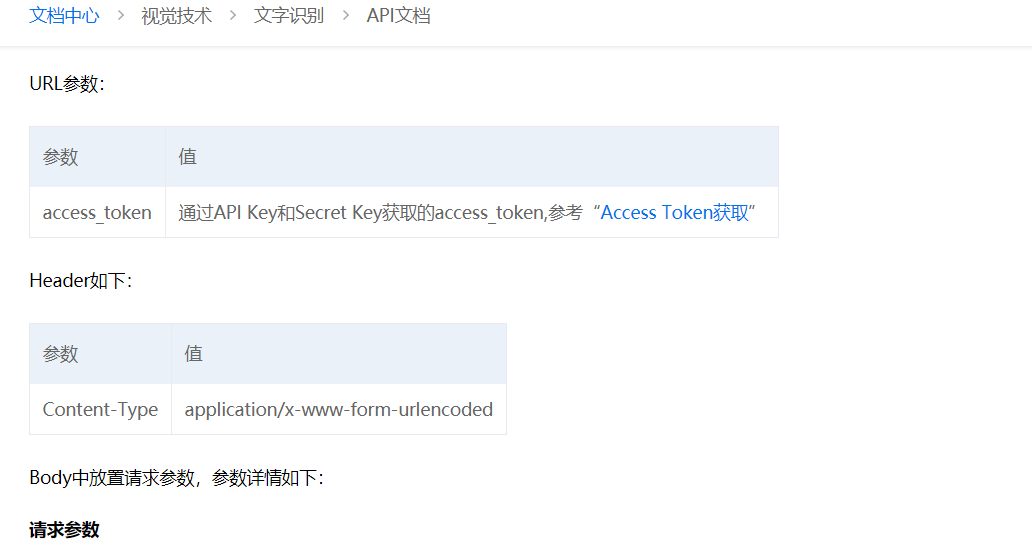 文档中心 > 视觉技术 > 文字识别 > API文档
URL参数：
参数 值
access_token 通过API Key和Secret Key获取的access_token,参考“Access Token获取”
Header如下：
参数 值
Content-Type application/x-www-form-urlencoded
Body中放置请求参数，参数详情如下：
请求参数